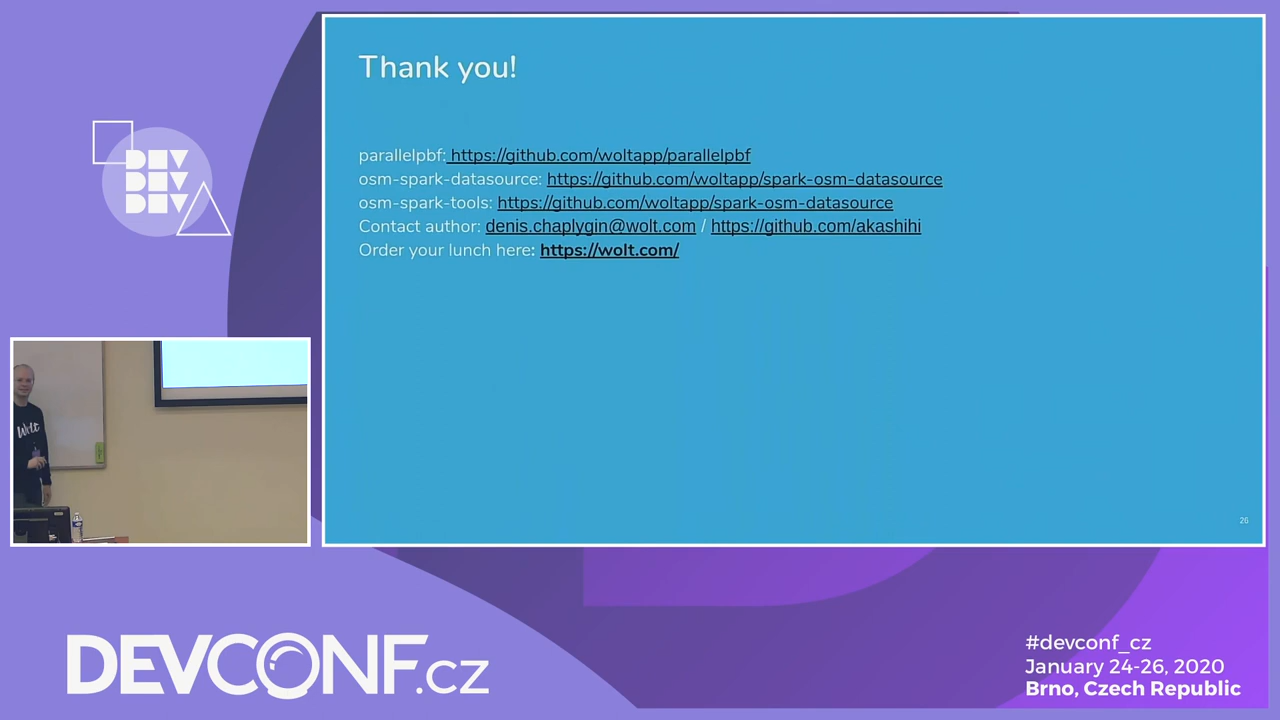 Thank you!
parallelpbf: https://github.com/woltapp/parallelpbf
osm-spark-datasource: https://github.com/woltapp/spark-osm-datasource
osm-spark-tools: https://github.com/woltapp/spark-osm-datasource
Contact author: denis.chaplygin@wolt.com / https://github.com/akashihi
Order your lunch here: https://wolt.com/
26
DEV
DEV
DEV
Wolt
DEVCONF.cz
#devconf_cz
January 24-26, 2020
Brno, Czech Republic